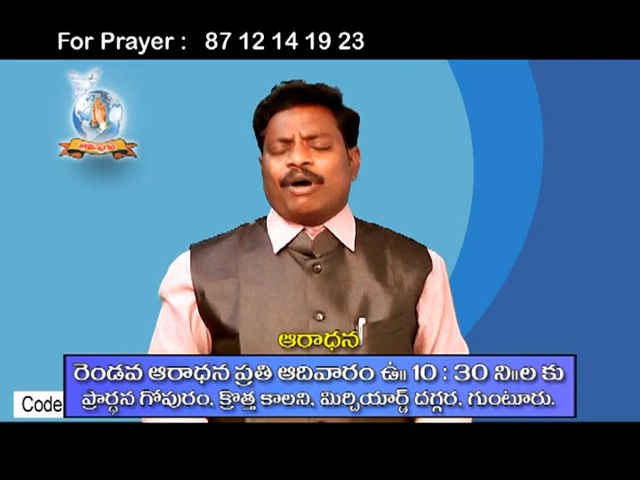 For Prayer : 87 12 14 19 23
ఆరాధన
రెండవ ఆరాధన ప్రతి ఆదివారం ఉ॥ 10 : 30 ని॥ల కు
ప్రార్ధన గోపురం, క్రొత్త కాలని, మిర్చియార్డ్ దగ్గర, గుంటూరు.
Code